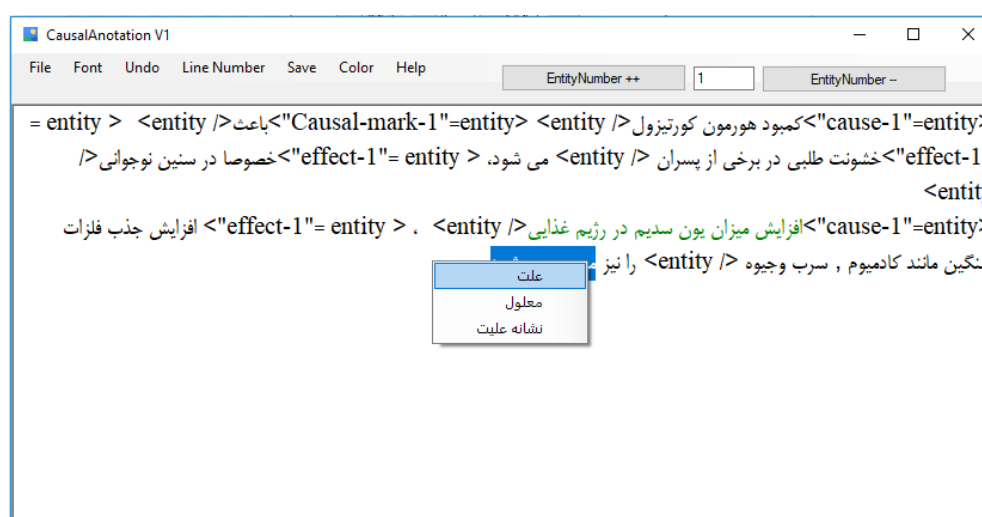 CausalAnotation V1
File Font Undo Line Number Save Color Help
EntityNumber ++ 1 EntityNumber --
<entity="cause-1">کمبود هورمون کورتیزول</entity> <entity="Causal-mark-1">باعث</entity> < entity =
"effect-1">خشونت طلبی در برخی از پسران </entity> می شود، < entity ="effect-1">خصوصا در سنین نوجوانی</
entity>
<entity="cause-1">افزایش میزان یون سدیم در رژیم غذایی</entity> ، < entity ="effect-1"> افزایش جذب فلزات
سنگین مانند کادمیوم , سرب وجیوه </entity> را نیز
علت
معلول
نشانه علیت